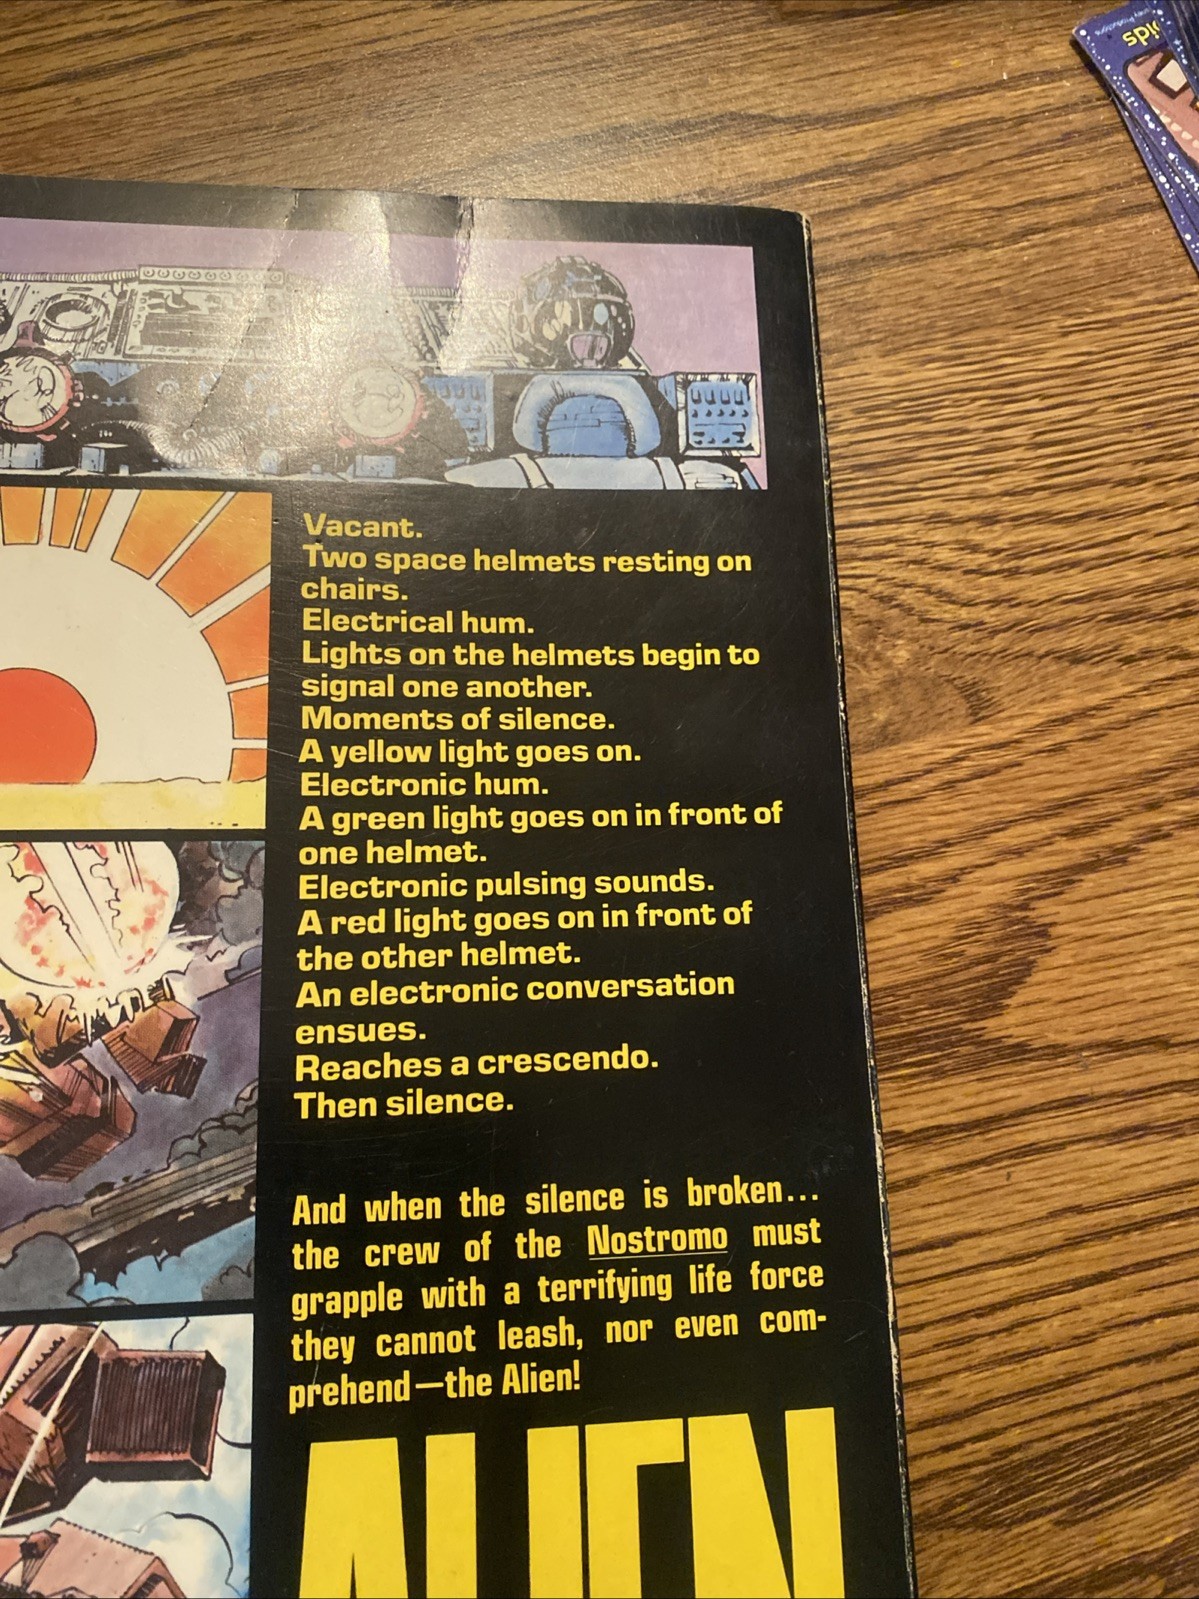 oids
Vacant.
Two space helmets resting on
chairs.
Electrical hum.
Lights on the helmets begin to
signal one another.
Moments of silence.
A yellow light goes on.
Electronic hum.
A green light goes on in front of
one helmet.
Electronic pulsing sounds.
A red light goes on in front of
the other helmet.
An electronic conversation
ensues.
Reaches a crescendo.
Then silence.
And when the silence is broken...
the crew of the Nostromo must
grapple with a terrifying life force
they cannot leash, nor even com-
prehend—the Alien!
ALIEN